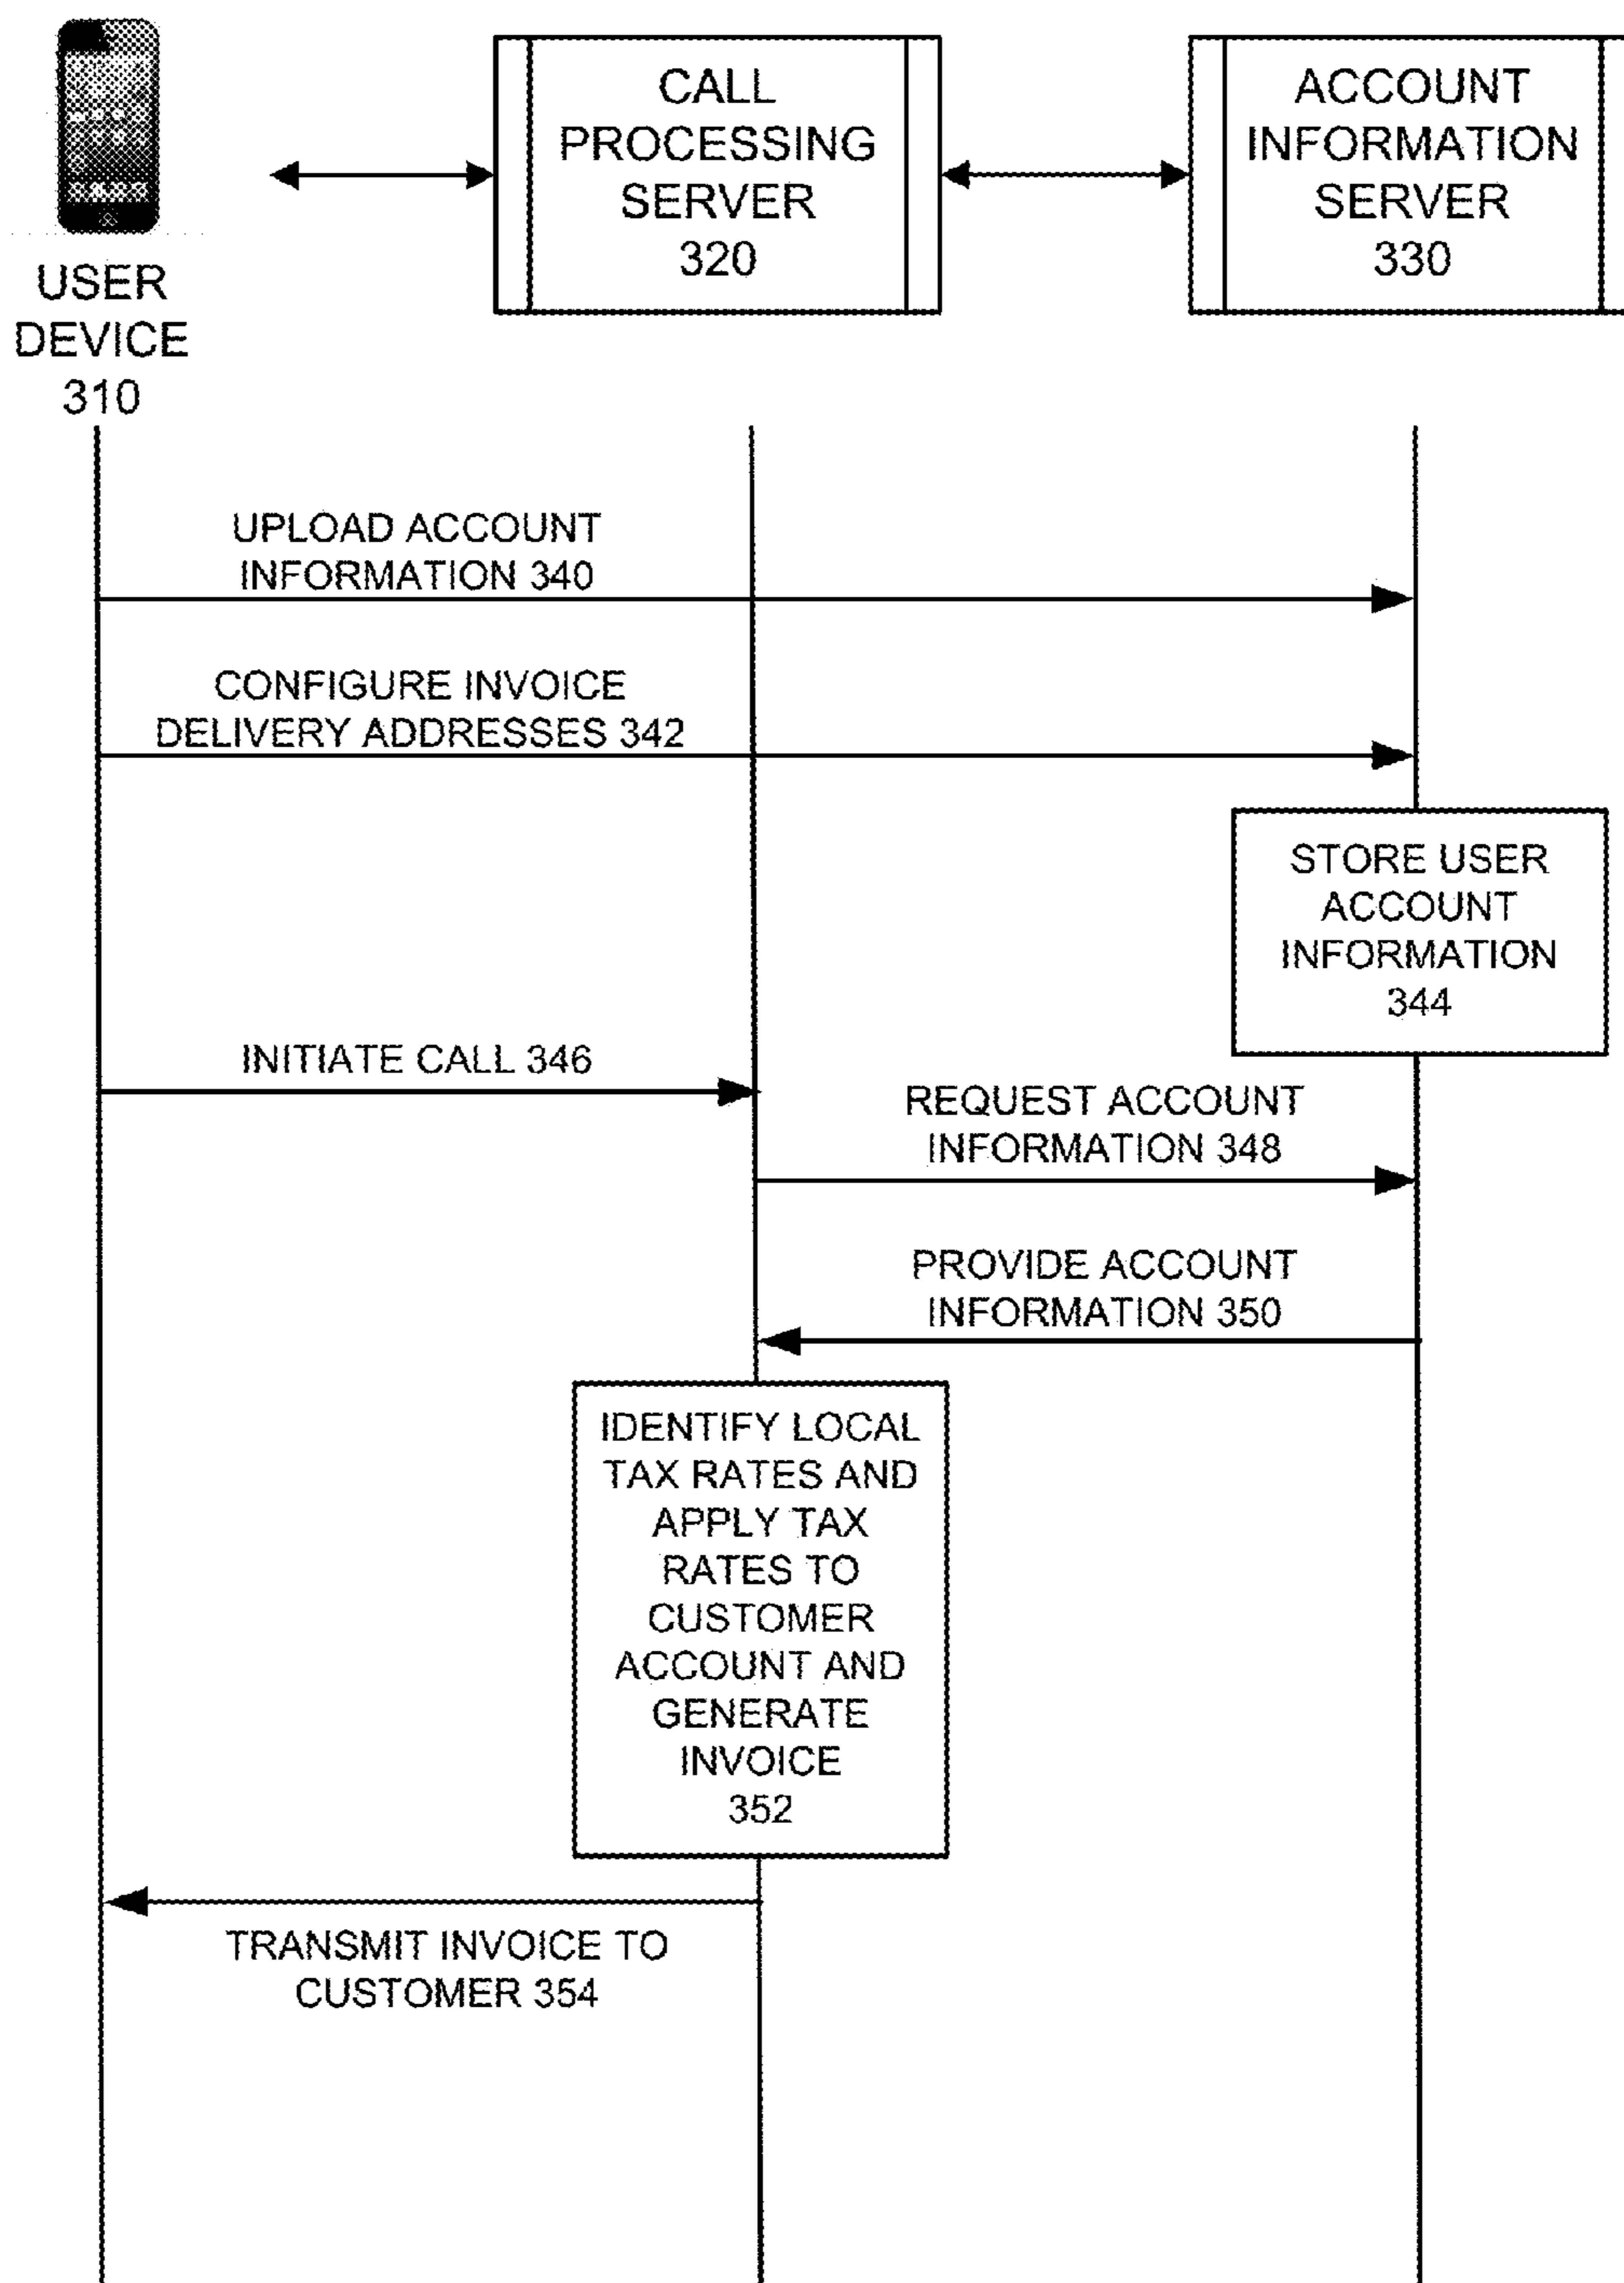 USER
DEVICE
310
CALL
PROCESSING
SERVER
320
ACCOUNT
INFORMATION
SERVER
330
UPLOAD ACCOUNT
INFORMATION 340
CONFIGURE INVOICE
DELIVERY ADDRESSES 342
STORE USER
ACCOUNT
INFORMATION
344
INITIATE CALL 346
REQUEST ACCOUNT
INFORMATION 348
PROVIDE ACCOUNT
INFORMATION 350
IDENTIFY LOCAL
TAX RATES AND
APPLY TAX
RATES TO
CUSTOMER
ACCOUNT AND
GENERATE
INVOICE
352
TRANSMIT INVOICE TO
CUSTOMER 354